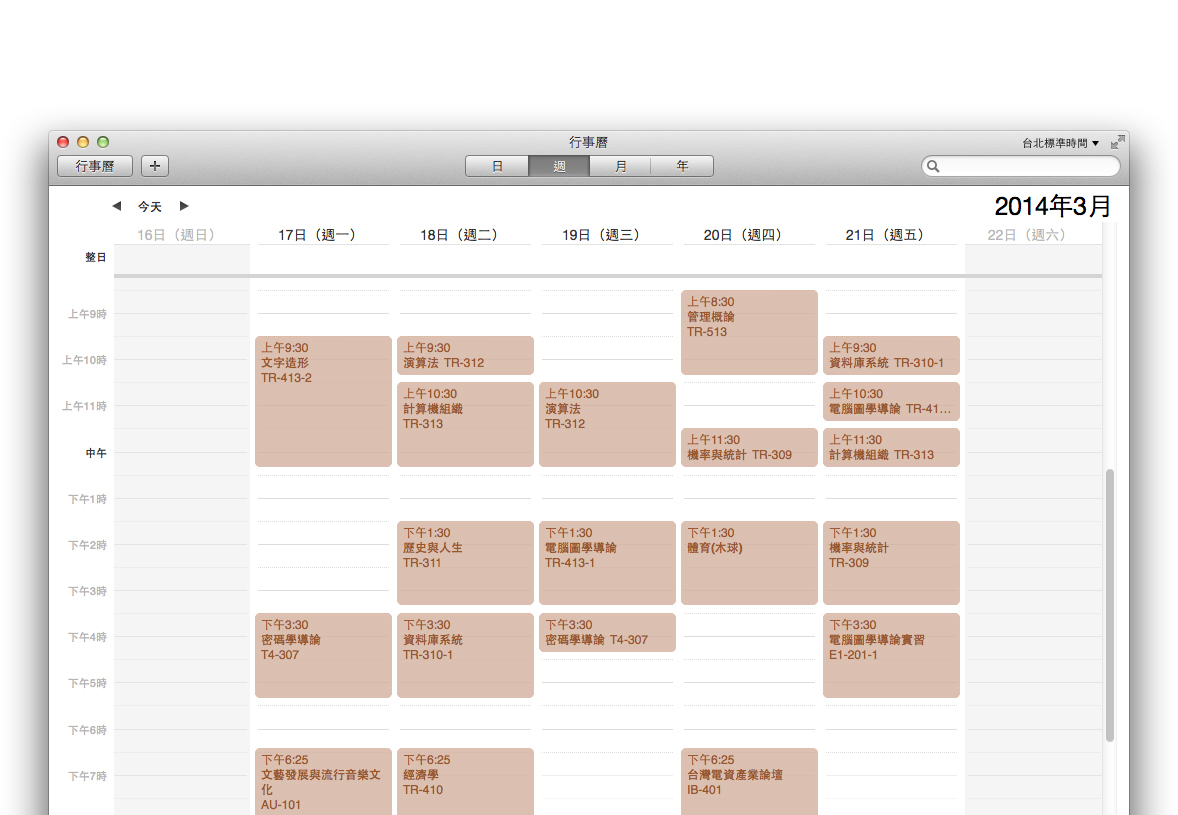 行事曆
台北標準時間
行事曆
+
日 週 月 年
今天
2014年3月
16日（週日） 17日（週一） 18日（週二） 19日（週三） 20日（週四） 21日（週五） 22日（週六）
整日
上午9時
上午10時
上午11時
中午
下午1時
下午2時
下午3時
下午4時
下午5時
下午6時
下午7時
上午9:30
文字造形
TR-413-2
下午3:30
密碼學導論
T4-307
下午6:25
文藝發展與流行音樂文
化
AU-101
上午9:30
演算法 TR-312
上午10:30
計算機組織
TR-313
下午1:30
歷史與人生
TR-311
下午3:30
資料庫系統
TR-310-1
下午6:25
經濟學
TR-410
上午10:30
演算法
TR-312
下午1:30
電腦圖學導論
TR-413-1
下午3:30
密碼學導論 T4-307
上午8:30
管理概論
TR-513
上午11:30
機率與統計 TR-309
下午1:30
體育(木球)
下午6:25
台灣電資產業論壇
IB-401
上午9:30
資料庫系統 TR-310-1
上午10:30
電腦圖學導論 TR-41…
上午11:30
計算機組織 TR-313
下午1:30
機率與統計
TR-309
下午3:30
電腦圖學導論實習
E1-201-1